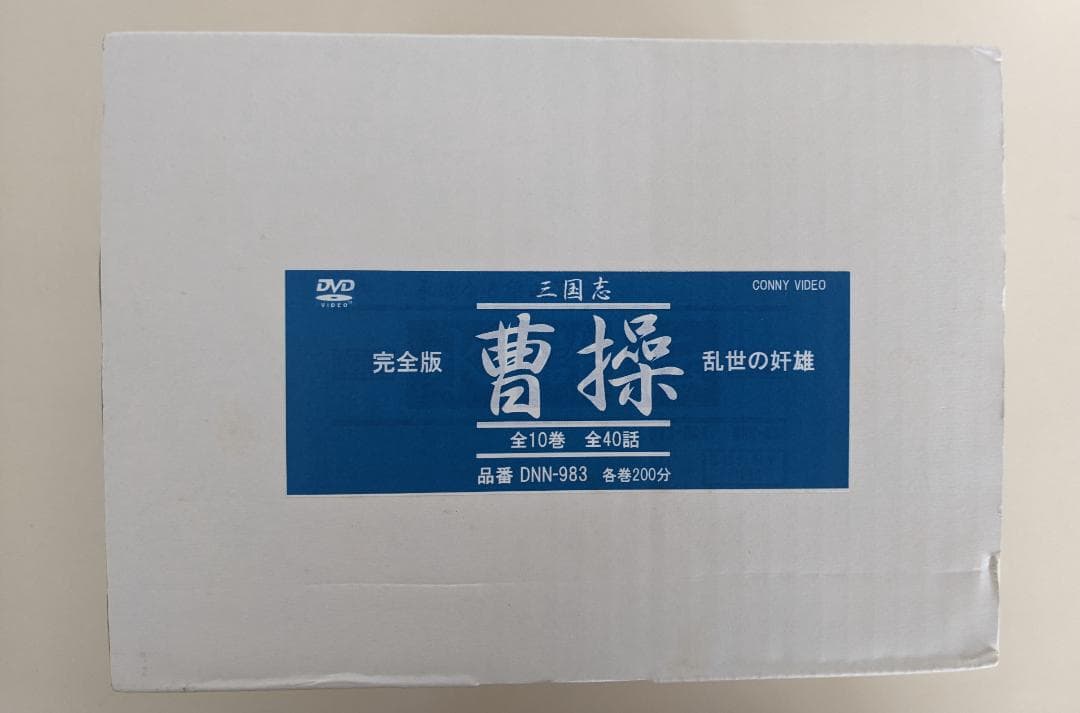 DVD
VIDEO
三国志
CONNY VIDEO
完全版
曹操
乱世の奸雄
全10巻 全40話
品番 DNN-983 各巻200分